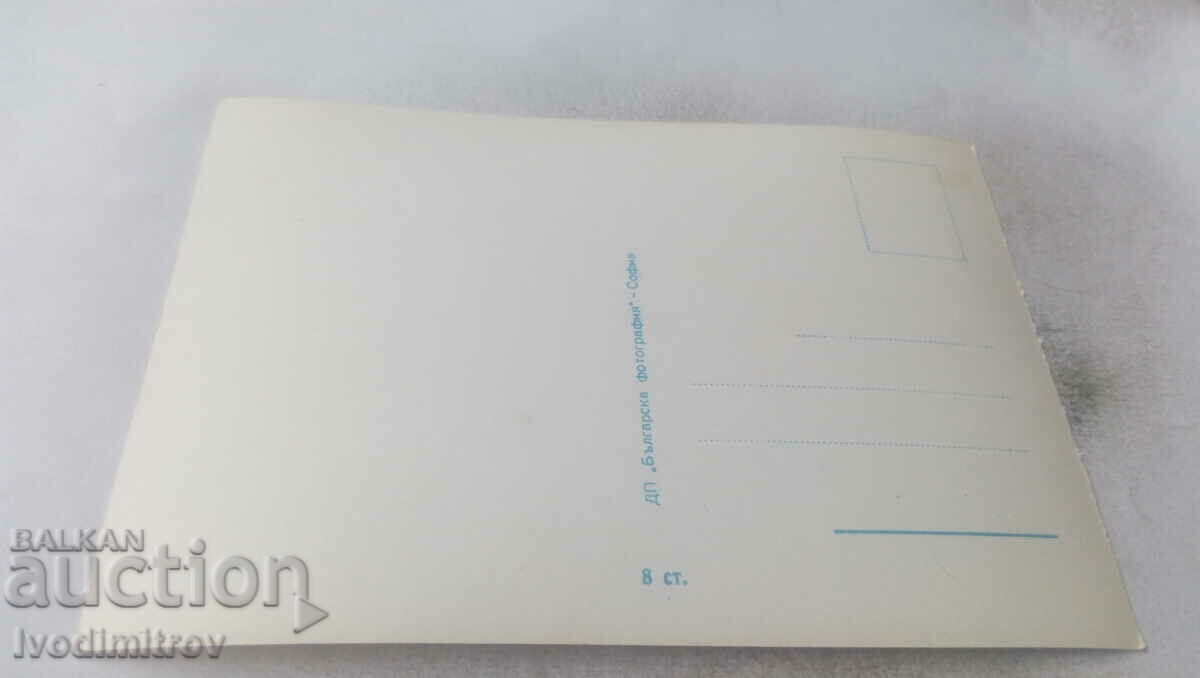 ДП „Българска фотография" - София
8 ст.
BALKAN
auction
Ivodimitrov